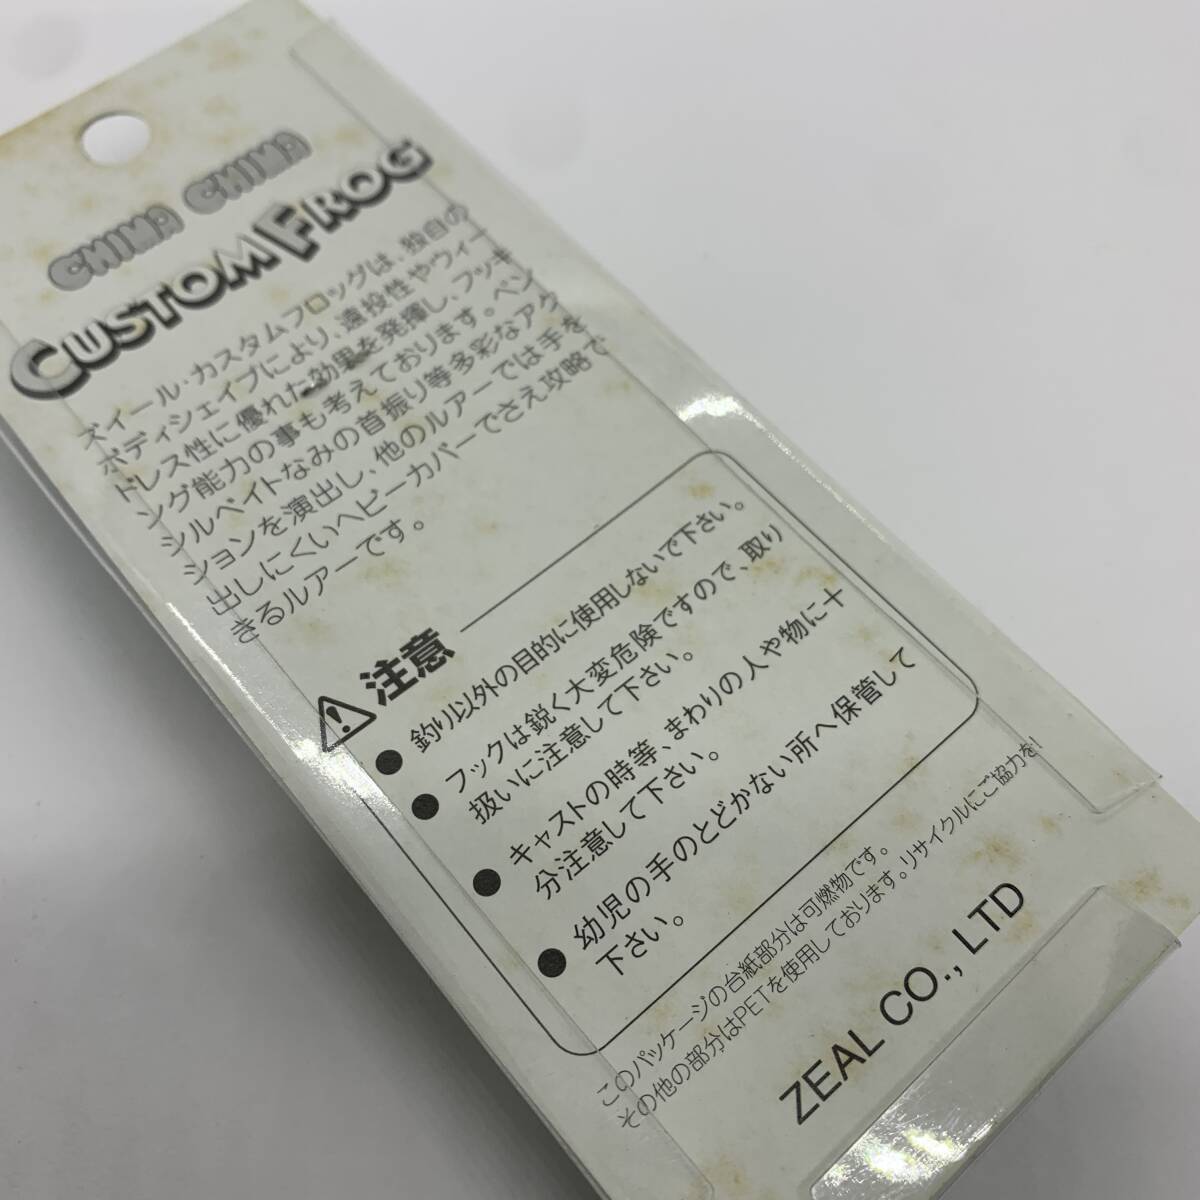 CHIMA CHIMA
CUSTOM FROG
ズイール・カスタムフロッグは、独自の
ボディシェイプにより、遠投性やウィー
ドレス性に優れた効果を発揮し、フッキ
ング能力の事も考えております。ペン
シルベイトなみの首振り等多彩なアク
ションを演出し、他のルアーでは手を
出しにくいヘビーカバーでさえ攻略で
きるルアーです。
注意
● 釣り以外の目的に使用しないで下さい。
● フックは鋭く大変危険ですので、取り
扱いに注意して下さい。
● キャストの時等、まわりの人や物に十
分注意して下さい。
● 幼児の手のとどかない所へ保管して
下さい。
このパッケージの台紙部分は可燃物です。
その他の部分はPETを使用しております。リサイクルにご協力を!
ZEAL CO., LTD